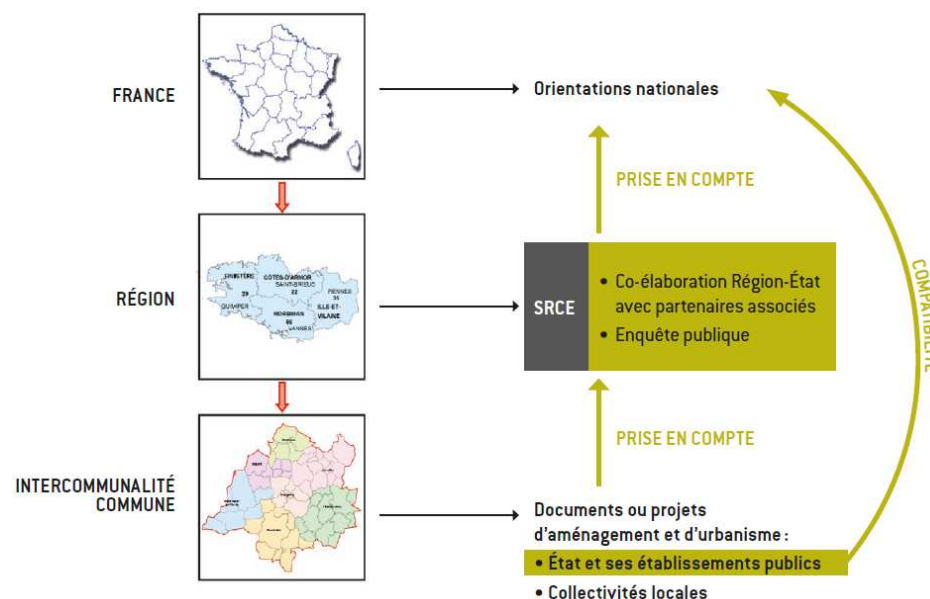 FRANCE
Orientations nationales
PRISE EN COMPTE
RÉGION
FINISTÈRE
29
QUIMPER
CÔTES-D'ARMOR
SAINT-BRIEUC
22
MORBIHAN
56
VANNES
RENNES
35
ILLE-ET-
VILAINE
SRCE
• Co-élaboration Région-État
avec partenaires associés
• Enquête publique
COMPATIBILITÉ
PRISE EN COMPTE
INTERCOMMUNALITÉ
COMMUNE
Documents ou projets
d'aménagement et d'urbanisme :
• État et ses établissements publics
• Collectivités locales